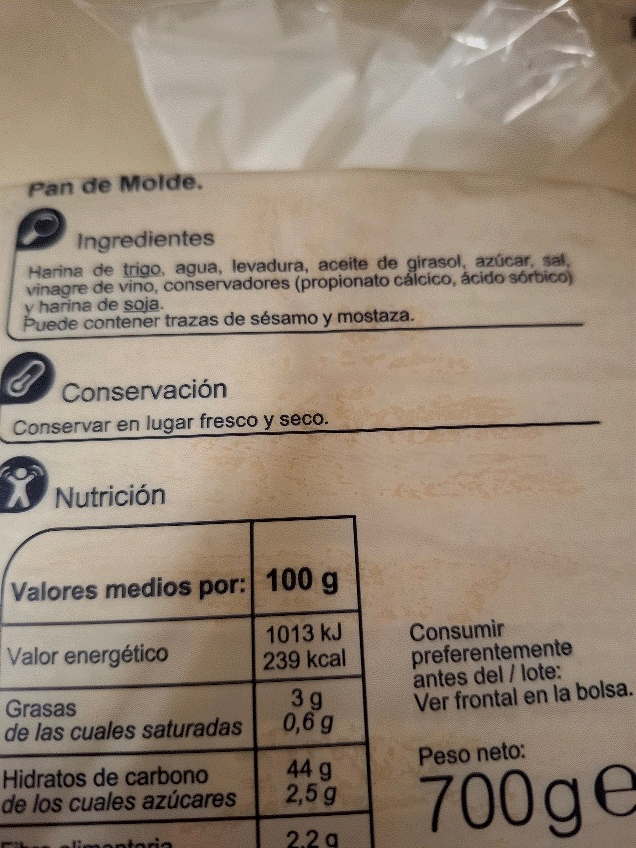 Pan de Molde.
Ingredientes
Harina de trigo, agua, levadura, aceite de girasol, azúcar, sal,
vinagre de vino, conservadores (propionato cálcico, ácido sórbico)
y harina de soja.
Puede contener trazas de sésamo y mostaza.
Conservación
Conservar en lugar fresco y seco.
Nutrición
Valores medios por: 100 g
Valor energético 1013 kJ
239 kcal
Grasas 3 g
de las cuales saturadas 0,6 g
Hidratos de carbono 44 g
de los cuales azúcares 2,5 g
Fibra alimentaria 2,2 g
Consumir
preferentemente
antes del / lote:
Ver frontal en la bolsa.
Peso neto:
700g e